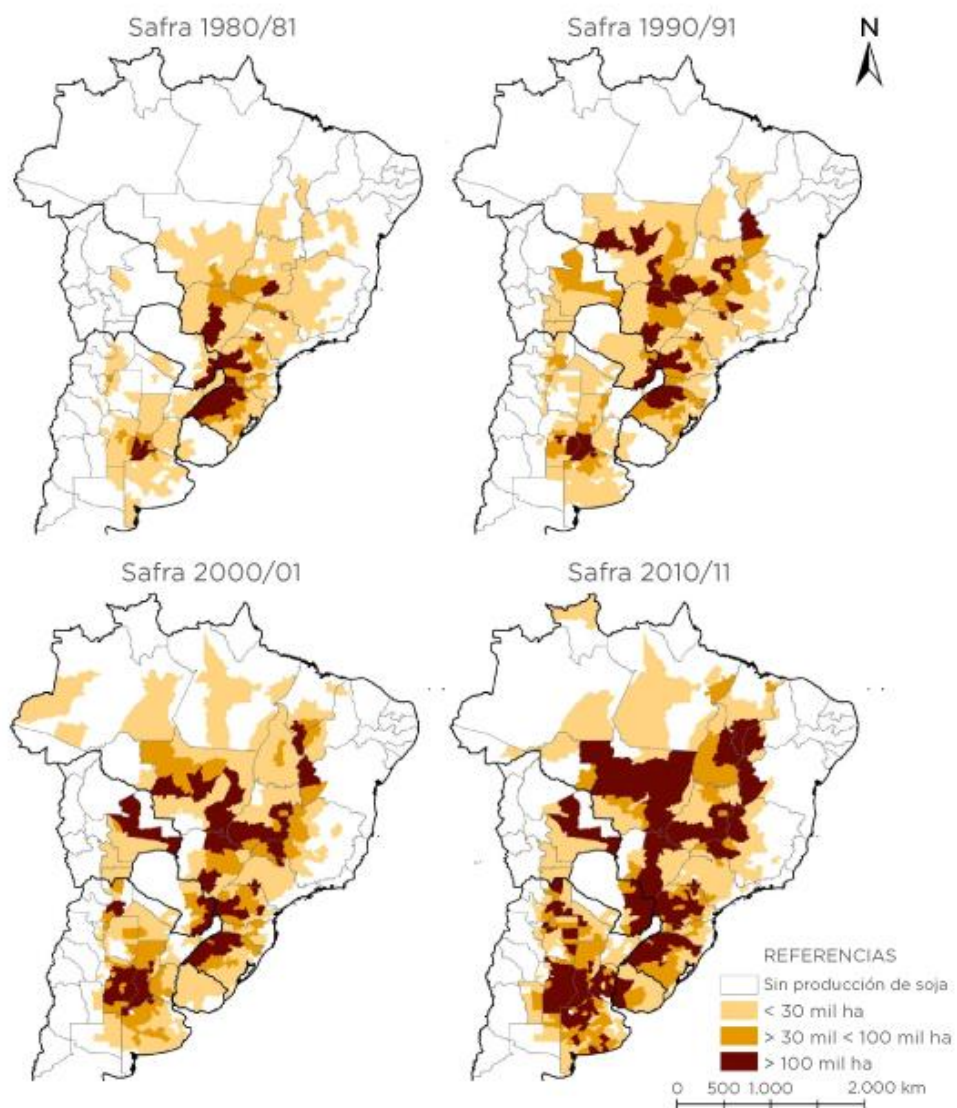 Safra 1980/81
Safra 1990/91
N
Safra 2000/01
Safra 2010/11
REFERENCIAS
Sin producción de soja
< 30 mil ha
> 30 mil < 100 mil ha
> 100 mil ha
0 500 1.000 2.000 km